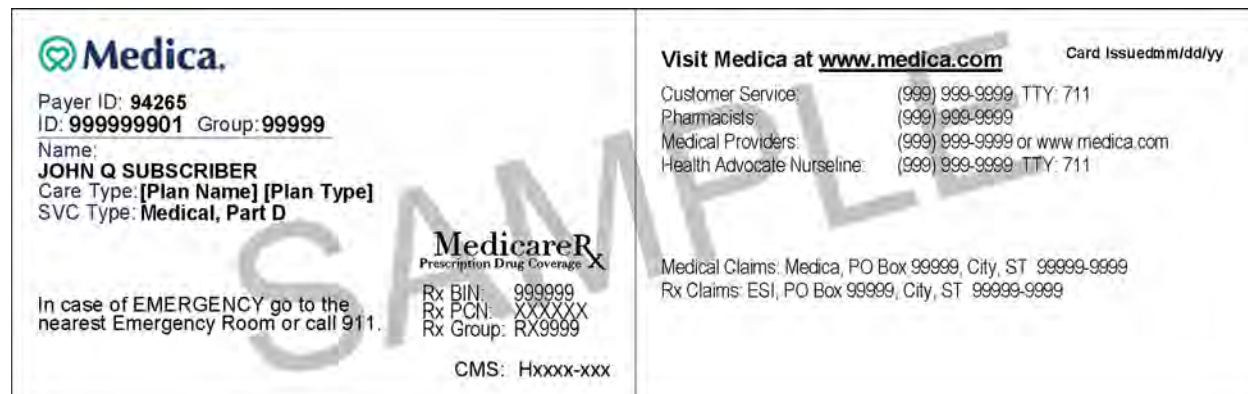 Medica.
Payer ID: 94265
ID: 999999901 Group: 99999
Name:
JOHN Q SUBSCRIBER
Care Type: [Plan Name] [Plan Type]
SVC Type: Medical, Part D
In case of EMERGENCY go to the
nearest Emergency Room or call 911.
MedicareRx
Prescription Drug Coverage
Rx BIN: 999999
Rx PCN: XXXXXX
Rx Group: RX9999
CMS: Hxxxx-xxx
Visit Medica at www.medica.com
Card Issuedmm/dd/yy
Customer Service: (999) 999-9999 TTY: 711
Pharmacists: (999) 999-9999
Medical Providers: (999) 999-9999 or www.medica.com
Health Advocate Nurseline: (999) 999-9999 TTY: 711
Medical Claims: Medica, PO Box 99999, City, ST 99999-9999
Rx Claims: ESI, PO Box 99999, City, ST 99999-9999
SAMPLE